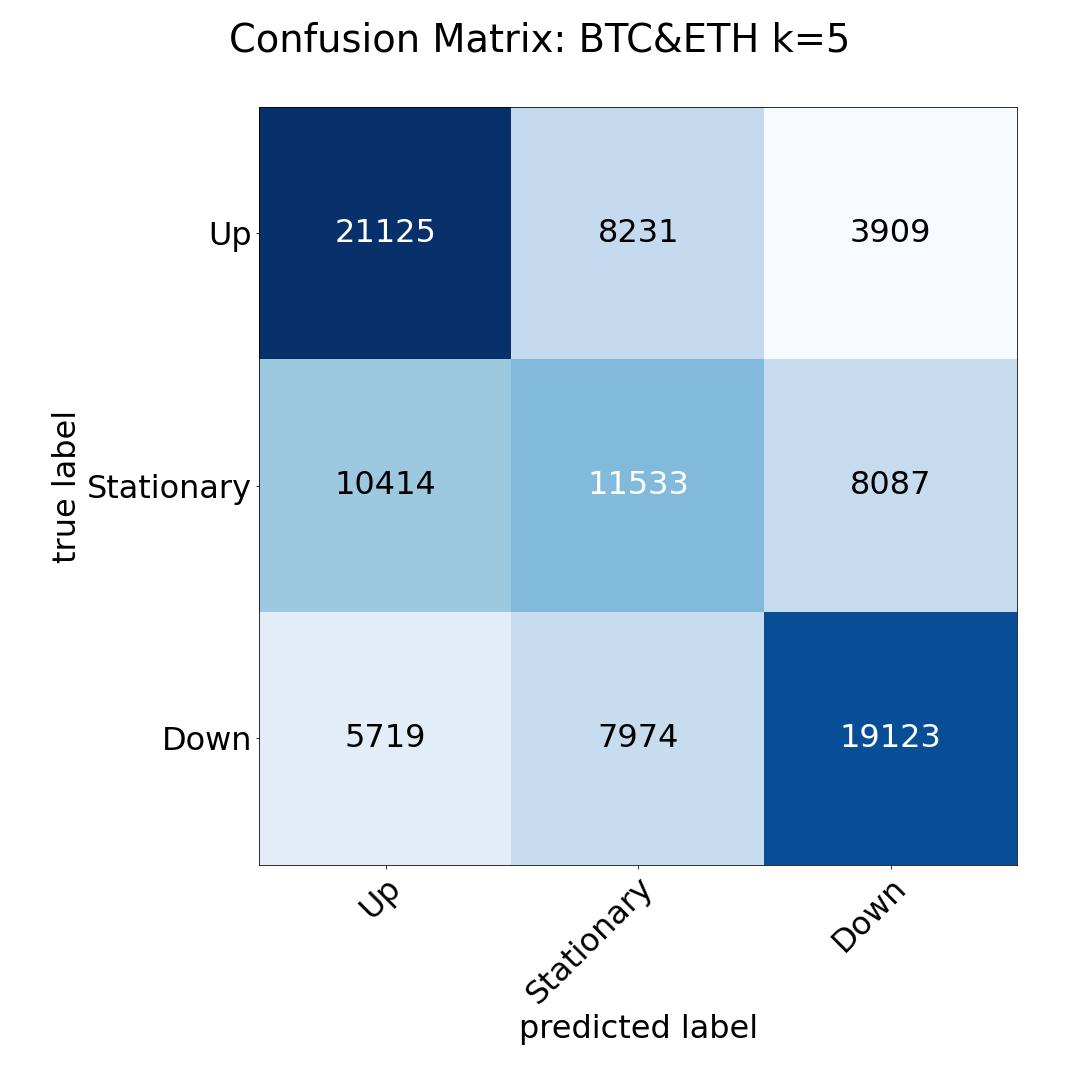 Confusion Matrix: BTC&ETH k=5
Up
21125
8231
3909
true label
Stationary
10414
11533
8087
Down
5719
7974
19123
Up
Stationary
Down
predicted label